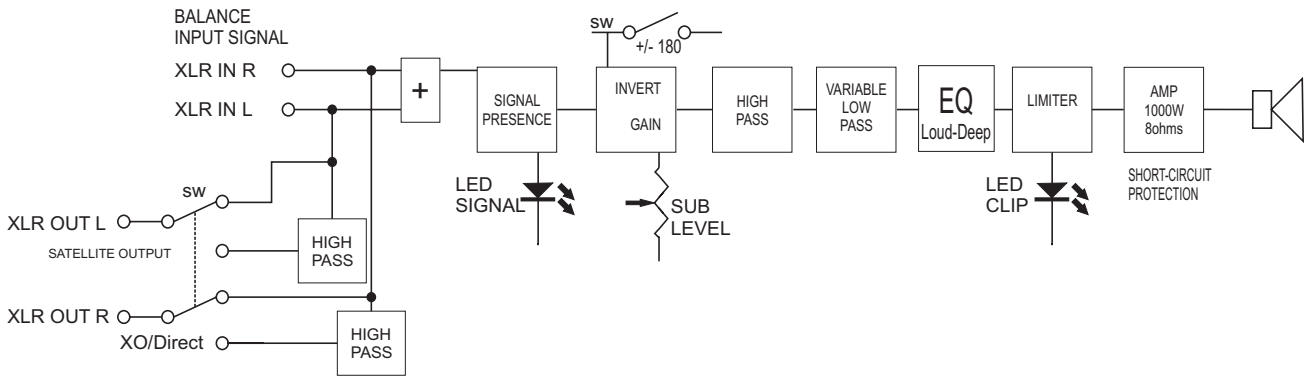 BALANCE
INPUT SIGNAL
XLR IN R
XLR IN L
+
SIGNAL
PRESENCE
LED
SIGNAL
sw
+/- 180
INVERT
GAIN
SUB
LEVEL
HIGH
PASS
VARIABLE
LOW
PASS
EQ
Loud-Deep
LIMITER
LED
CLIP
AMP
1000W
8ohms
SHORT-CIRCUIT
PROTECTION
sw
XLR OUT L
SATELLITE OUTPUT
HIGH
PASS
XLR OUT R
XO/Direct
HIGH
PASS